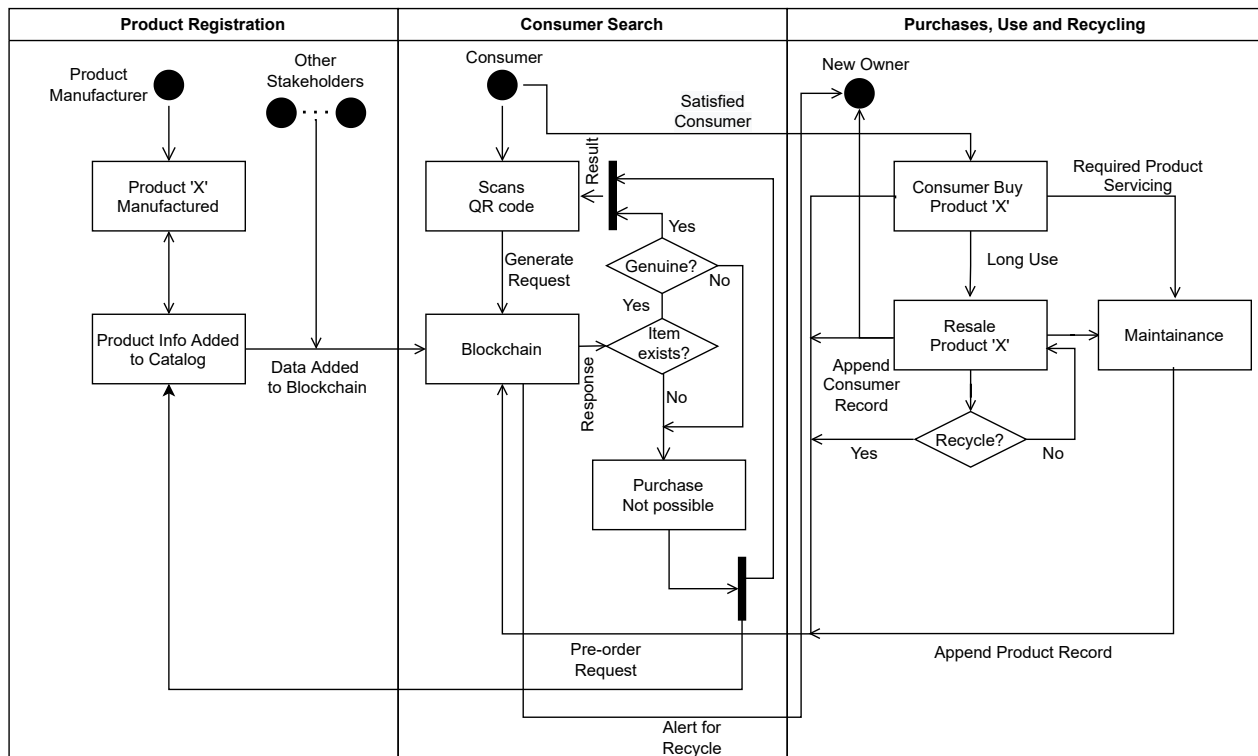 Product Registration
Consumer Search
Purchases, Use and Recycling
Product
Manufacturer
Other
Stakeholders
Product 'X'
Manufactured
Product Info Added
to Catalog
Data Added
to Blockchain
Consumer
Satisfied
Consumer
Scans
QR code
Result
Generate
Request
Yes
Genuine?
No
Yes
Blockchain
Response
Item
exists?
No
Purchase
Not possible
Pre-order
Request
Alert for
Recycle
New Owner
Consumer Buy
Product 'X'
Required Product
Servicing
Long Use
Resale
Product 'X'
Maintainance
Append
Consumer
Record
Recycle?
Yes
No
Append Product Record